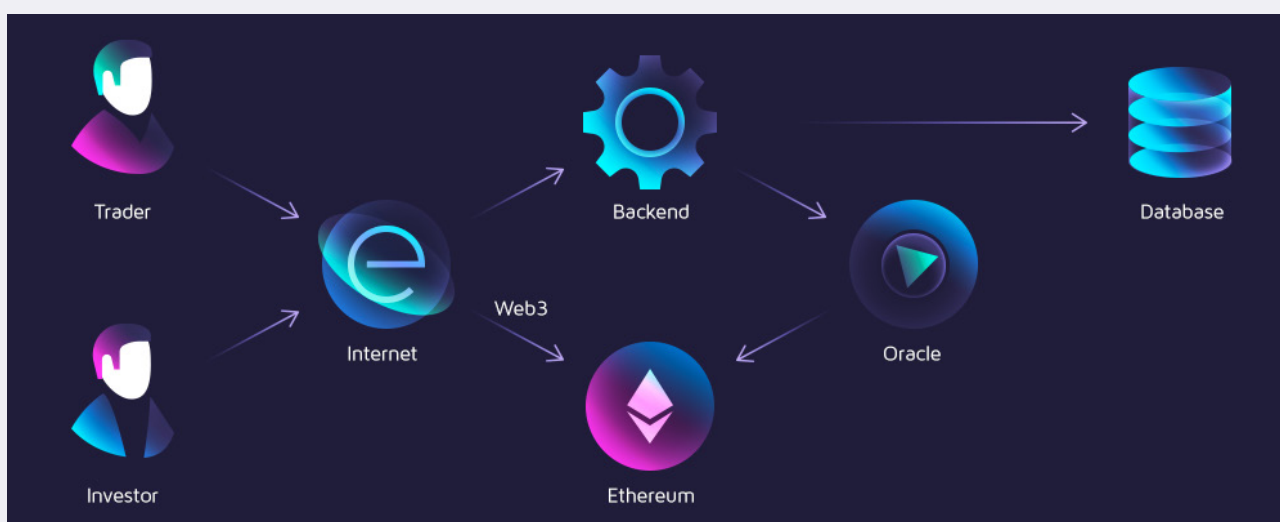 Trader
Backend
Database
Web3
Internet
Oracle
Investor
Ethereum